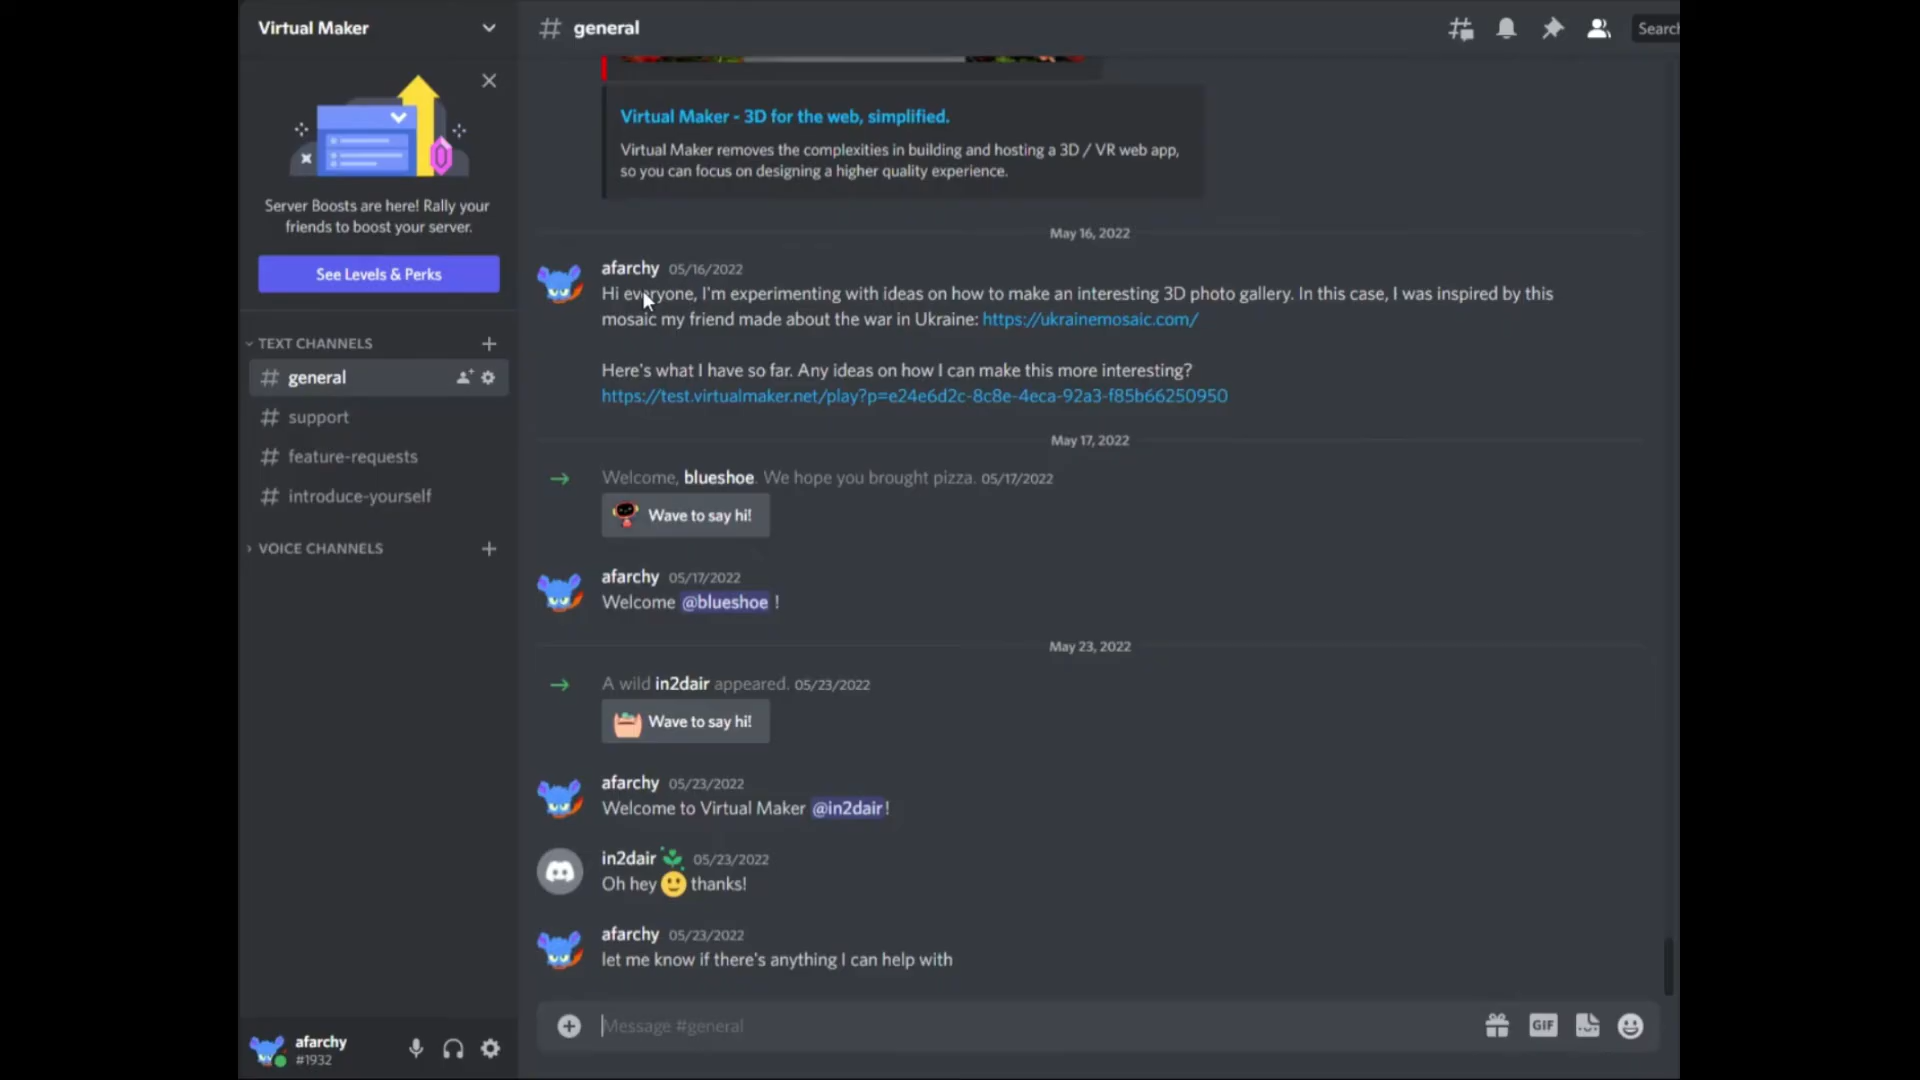 Virtual Maker
Server Boosts are here! Rally your
friends to boost your server.
See Levels & Perks
TEXT CHANNELS
general
support
feature-requests
introduce-yourself
VOICE CHANNELS
afarchy
#1932
general
Search
Virtual Maker - 3D for the web, simplified.
Virtual Maker removes the complexities in building and hosting a 3D / VR web app,
so you can focus on designing a higher quality experience.
May 16, 2022
afarchy 05/16/2022
Hi everyone, I'm experimenting with ideas on how to make an interesting 3D photo gallery. In this case, I was inspired by this
mosaic my friend made about the war in Ukraine: https://ukrainemosaic.com/
Here's what I have so far. Any ideas on how I can make this more interesting?
https://test.virtualmaker.net/play?p=e24e6d2c-8c8e-4eca-92a3-f85b66250950
May 17, 2022
Welcome, blueshoe. We hope you brought pizza. 05/17/2022
Wave to say hi!
afarchy 05/17/2022
Welcome @blueshoe !
May 23, 2022
A wild in2dair appeared. 05/23/2022
Wave to say hi!
afarchy 05/23/2022
Welcome to Virtual Maker @in2dair!
in2dair 05/23/2022
Oh hey 🙂 thanks!
afarchy 05/23/2022
let me know if there's anything I can help with
Message #general
GIF